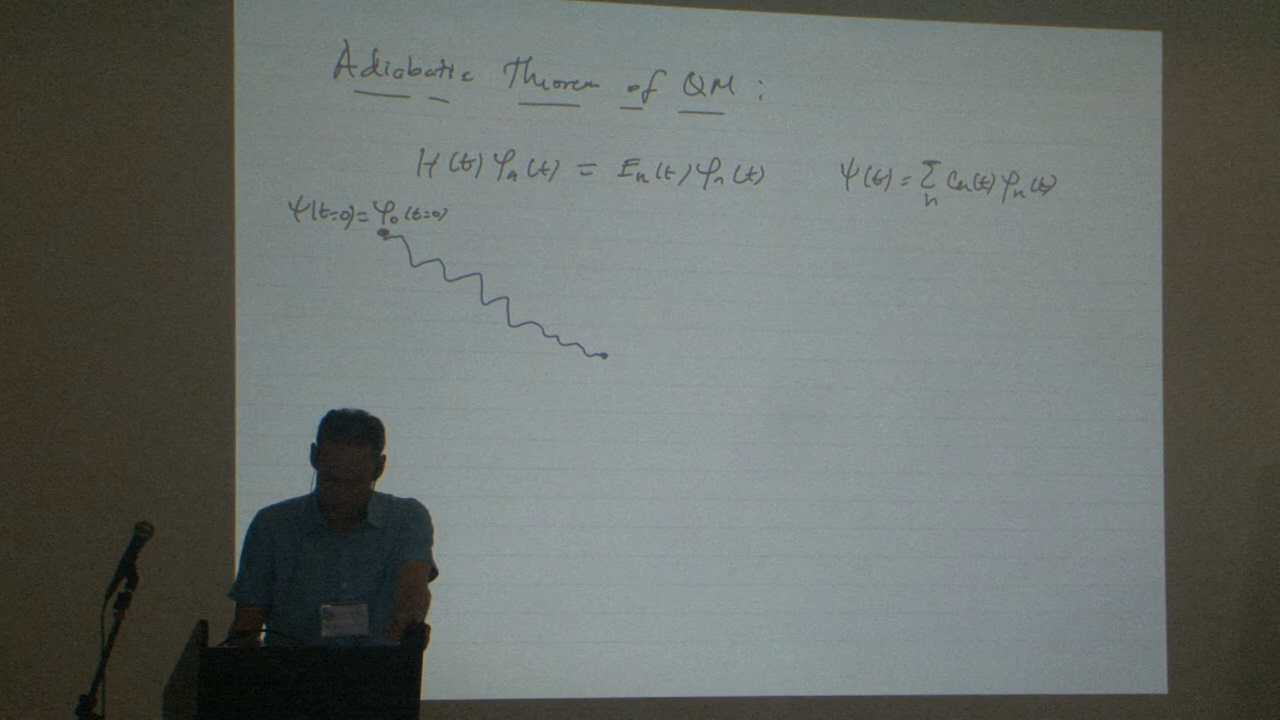 Adiabatic Theorem of QM :
H(t) φₙ(t) = Eₙ(t) φₙ(t) ψ(t) = Σₙ Cₙ(t) φₙ(t)
ψ(t=0) = φ₀(t=0)